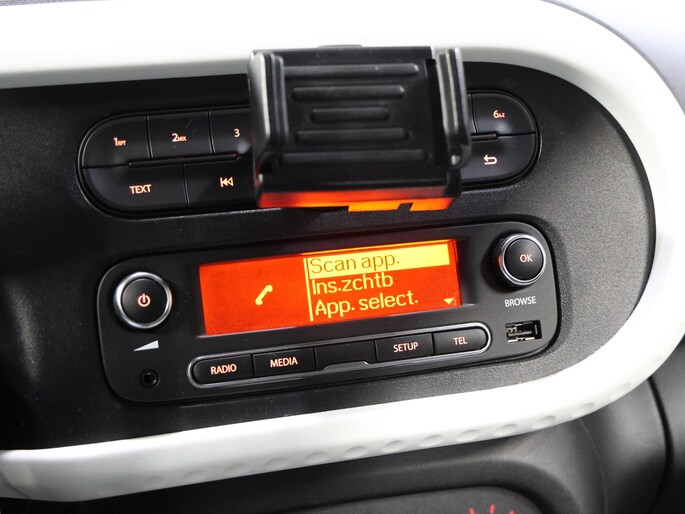 1RPT 2MIX 3 6
TEXT
Scan app.
Ins.zchtb
App. select.
OK
BROWSE
RADIO MEDIA SETUP TEL